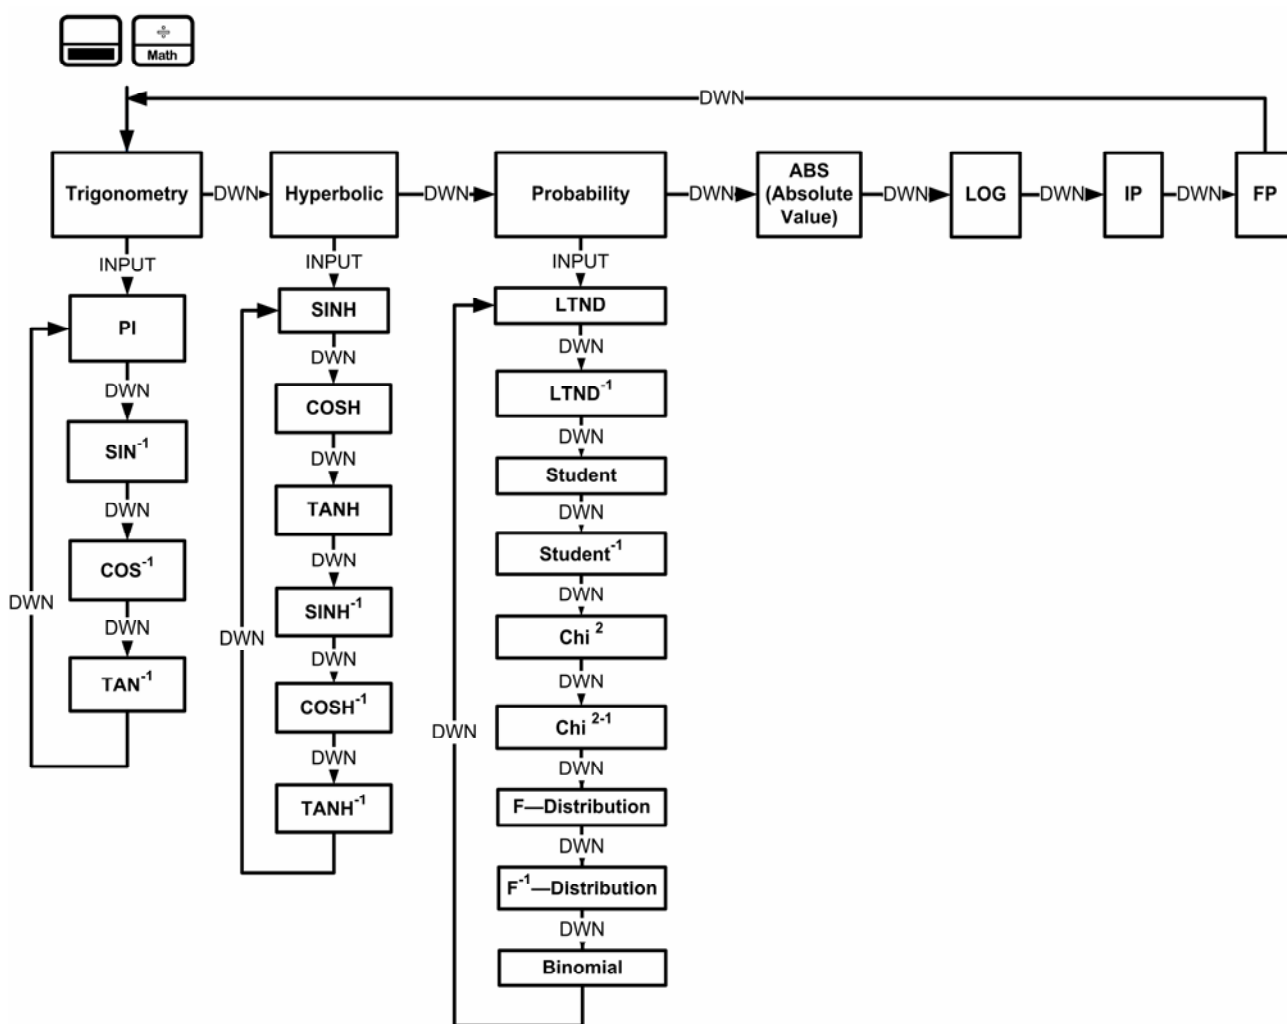 ÷
Math
DWN
Trigonometry DWN Hyperbolic DWN Probability DWN ABS (Absolute Value) DWN LOG DWN IP DWN FP
INPUT
PI
DWN
SIN-1
DWN
COS-1
DWN
TAN-1
DWN
INPUT
SINH
DWN
COSH
DWN
TANH
DWN
SINH-1
DWN
COSH-1
DWN
TANH-1
DWN
INPUT
LTND
DWN
LTND-1
DWN
Student
DWN
Student-1
DWN
Chi 2
DWN
Chi 2-1
DWN
F—Distribution
DWN
F-1—Distribution
DWN
Binomial
DWN